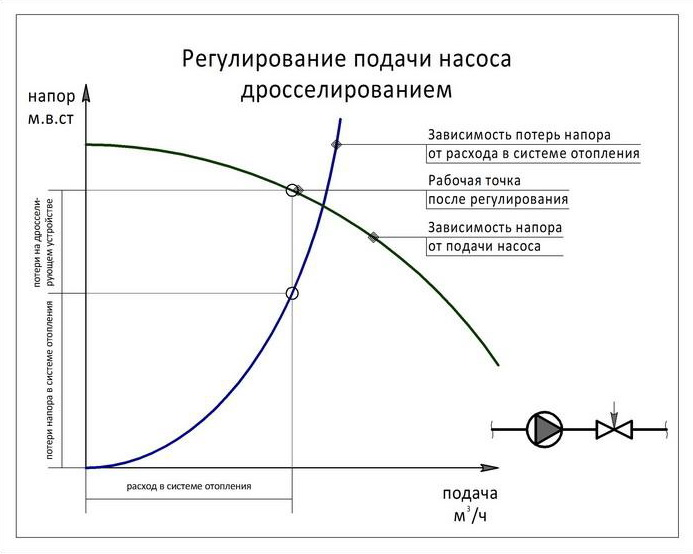 Регулирование подачи насоса
дросселированием
напор
м.в.ст
Зависимость потерь напора
от расхода в системе отопления
Рабочая точка
после регулирования
Зависимость напора
от подачи насоса
потери на дроссели-
рующем устройстве
потери напора в системе отопления
расход в системе отопления
подача
м³/ч